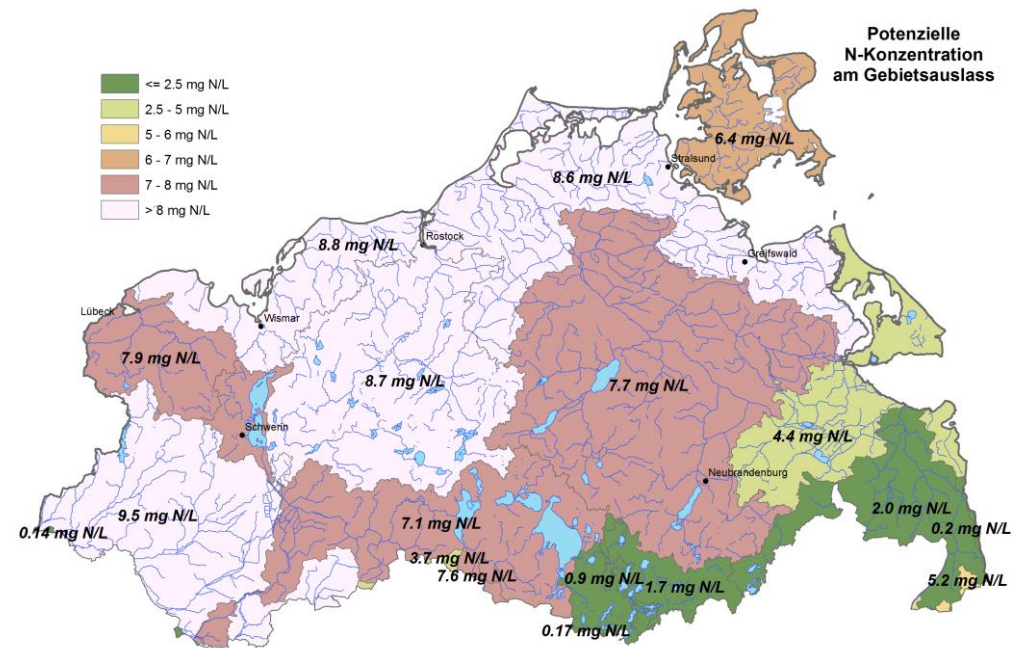 Potenzielle
N-Konzentration
am Gebietsauslass
<= 2.5 mg N/L
2.5 - 5 mg N/L
5 - 6 mg N/L
6 - 7 mg N/L
7 - 8 mg N/L
> 8 mg N/L
6.4 mg N/L
Stralsund
8.6 mg N/L
Rostock
8.8 mg N/L
Greifswald
Lübeck
Wismar
7.9 mg N/L
8.7 mg N/L
7.7 mg N/L
Schwerin
4.4 mg N/L
Neubrandenburg
9.5 mg N/L
2.0 mg N/L
0.14 mg N/L
7.1 mg N/L
0.2 mg N/L
3.7 mg N/L
7.6 mg N/L
0.9 mg N/L
1.7 mg N/L
5.2 mg N/L
0.17 mg N/L